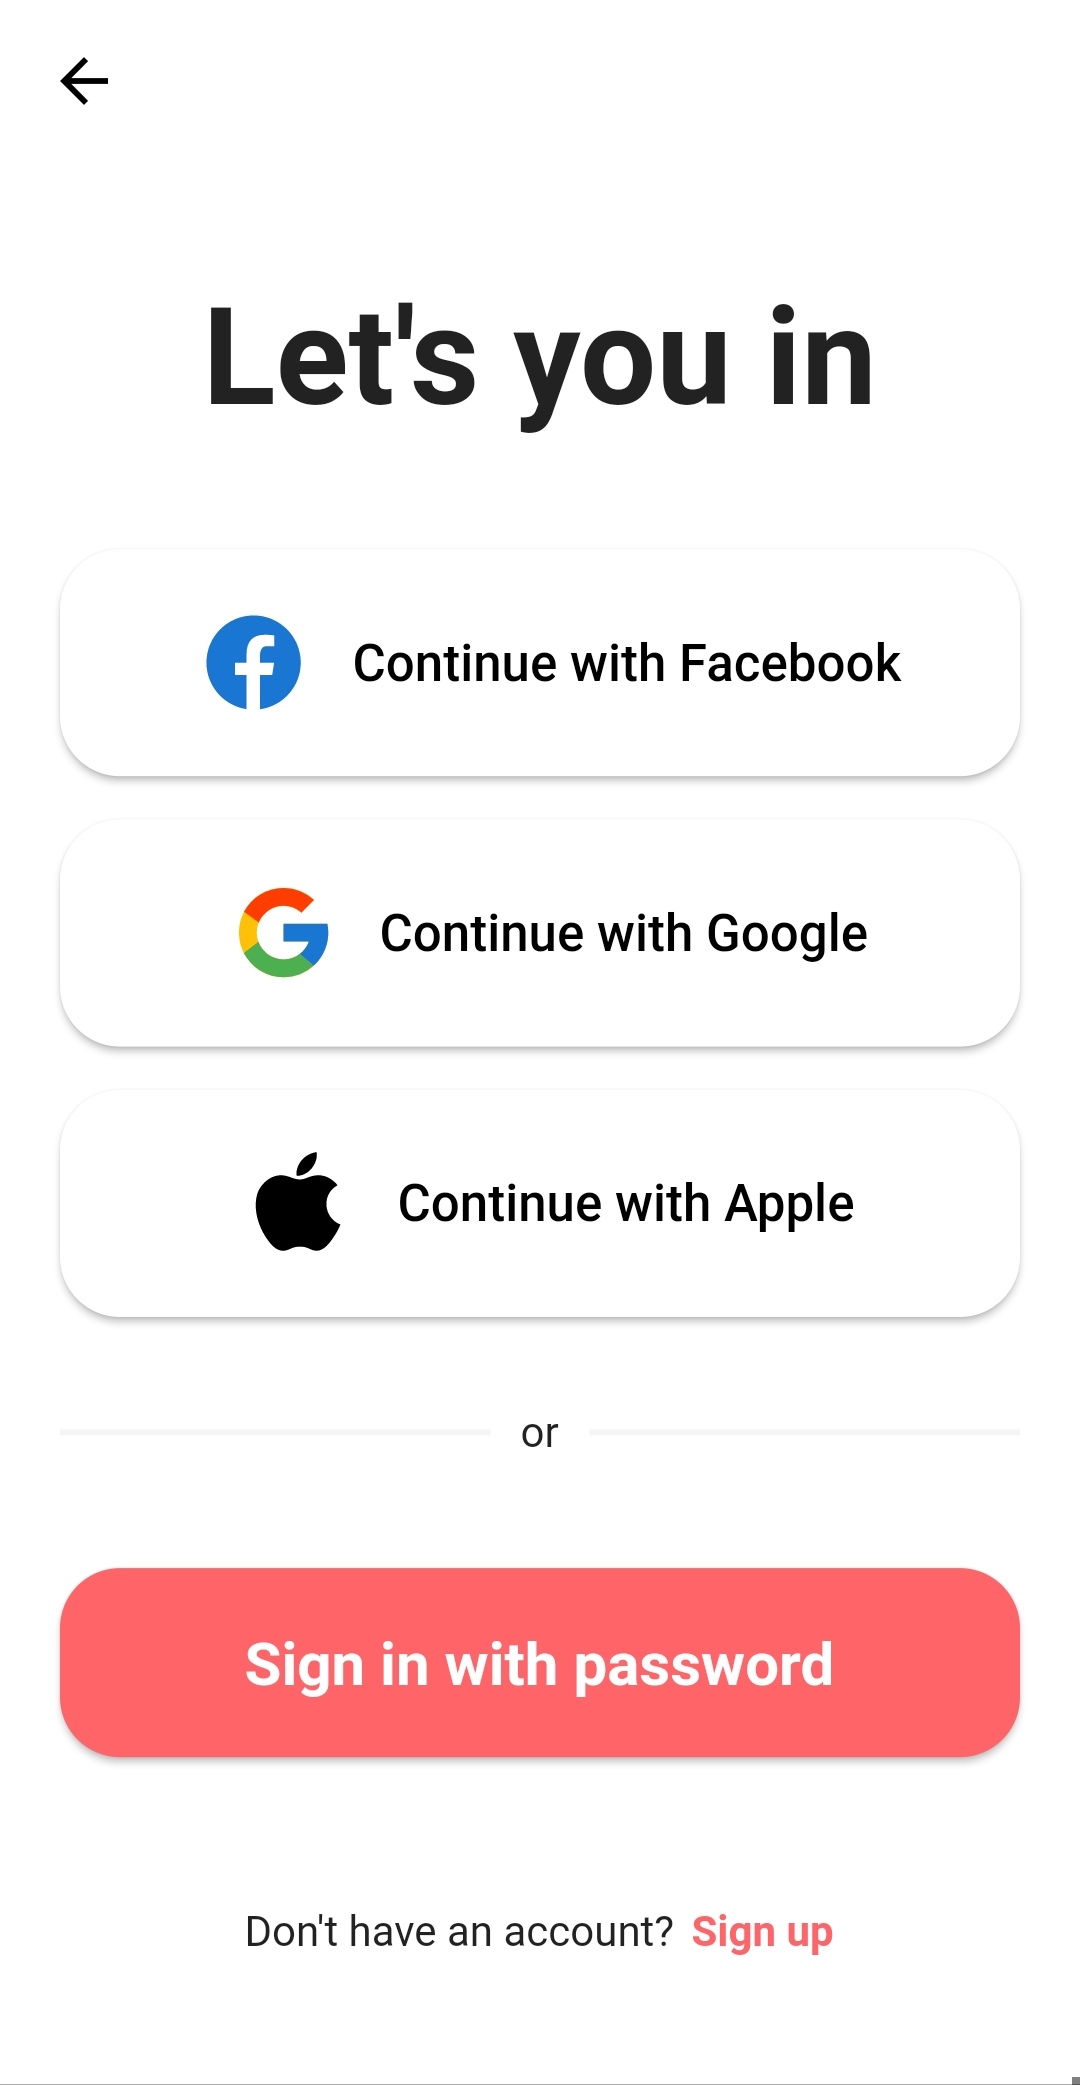 Let's you in
Continue with Facebook
Continue with Google
Continue with Apple
or
Sign in with password
Don't have an account? Sign up